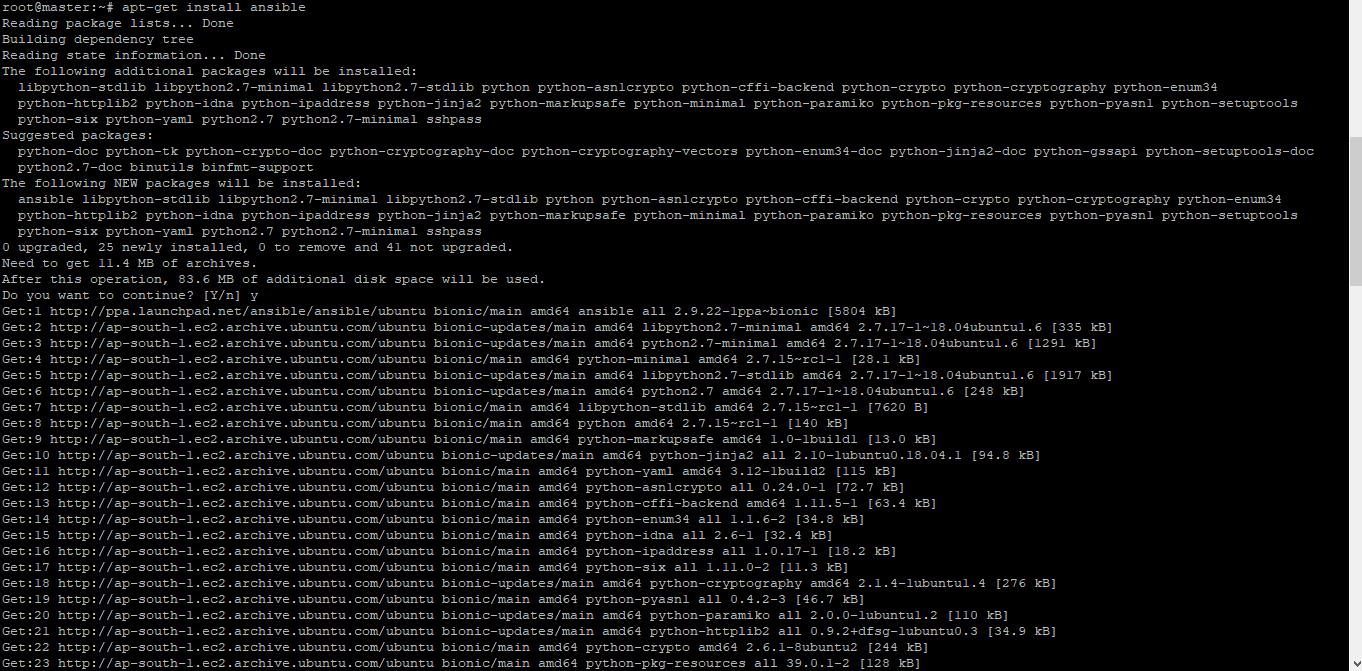 root@master:~# apt-get install ansible
Reading package lists... Done
Building dependency tree
Reading state information... Done
The following additional packages will be installed:
  libpython-stdlib libpython2.7-minimal libpython2.7-stdlib python python-asn1crypto python-cffi-backend python-crypto python-cryptography python-enum34
  python-httplib2 python-idna python-ipaddress python-jinja2 python-markupsafe python-minimal python-paramiko python-pkg-resources python-pyasn1 python-setuptools
  python-six python-yaml python2.7 python2.7-minimal sshpass
Suggested packages:
  python-doc python-tk python-crypto-doc python-cryptography-doc python-cryptography-vectors python-enum34-doc python-jinja2-doc python-gssapi python-setuptools-doc
  python2.7-doc binutils binfmt-support
The following NEW packages will be installed:
  ansible libpython-stdlib libpython2.7-minimal libpython2.7-stdlib python python-asn1crypto python-cffi-backend python-crypto python-cryptography python-enum34
  python-httplib2 python-idna python-ipaddress python-jinja2 python-markupsafe python-minimal python-paramiko python-pkg-resources python-pyasn1 python-setuptools
  python-six python-yaml python2.7 python2.7-minimal sshpass
0 upgraded, 25 newly installed, 0 to remove and 41 not upgraded.
Need to get 11.4 MB of archives.
After this operation, 83.6 MB of additional disk space will be used.
Do you want to continue? [Y/n] y
Get:1 http://ppa.launchpad.net/ansible/ansible/ubuntu bionic/main amd64 ansible all 2.9.22-1ppa~bionic [5804 kB]
Get:2 http://ap-south-1.ec2.archive.ubuntu.com/ubuntu bionic-updates/main amd64 libpython2.7-minimal amd64 2.7.17-1~18.04ubuntu1.6 [335 kB]
Get:3 http://ap-south-1.ec2.archive.ubuntu.com/ubuntu bionic-updates/main amd64 python2.7-minimal amd64 2.7.17-1~18.04ubuntu1.6 [1291 kB]
Get:4 http://ap-south-1.ec2.archive.ubuntu.com/ubuntu bionic/main amd64 python-minimal amd64 2.7.15~rc1-1 [28.1 kB]
Get:5 http://ap-south-1.ec2.archive.ubuntu.com/ubuntu bionic-updates/main amd64 libpython2.7-stdlib amd64 2.7.17-1~18.04ubuntu1.6 [1917 kB]
Get:6 http://ap-south-1.ec2.archive.ubuntu.com/ubuntu bionic-updates/main amd64 python2.7 amd64 2.7.17-1~18.04ubuntu1.6 [248 kB]
Get:7 http://ap-south-1.ec2.archive.ubuntu.com/ubuntu bionic/main amd64 libpython-stdlib amd64 2.7.15~rc1-1 [7620 B]
Get:8 http://ap-south-1.ec2.archive.ubuntu.com/ubuntu bionic/main amd64 python amd64 2.7.15~rc1-1 [140 kB]
Get:9 http://ap-south-1.ec2.archive.ubuntu.com/ubuntu bionic/main amd64 python-markupsafe amd64 1.0-1build1 [13.0 kB]
Get:10 http://ap-south-1.ec2.archive.ubuntu.com/ubuntu bionic-updates/main amd64 python-jinja2 all 2.10-1ubuntu0.18.04.1 [94.8 kB]
Get:11 http://ap-south-1.ec2.archive.ubuntu.com/ubuntu bionic/main amd64 python-yaml amd64 3.12-1build2 [115 kB]
Get:12 http://ap-south-1.ec2.archive.ubuntu.com/ubuntu bionic/main amd64 python-asn1crypto all 0.24.0-1 [72.7 kB]
Get:13 http://ap-south-1.ec2.archive.ubuntu.com/ubuntu bionic/main amd64 python-cffi-backend amd64 1.11.5-1 [63.4 kB]
Get:14 http://ap-south-1.ec2.archive.ubuntu.com/ubuntu bionic/main amd64 python-enum34 all 1.1.6-2 [34.8 kB]
Get:15 http://ap-south-1.ec2.archive.ubuntu.com/ubuntu bionic/main amd64 python-idna all 2.6-1 [32.4 kB]
Get:16 http://ap-south-1.ec2.archive.ubuntu.com/ubuntu bionic/main amd64 python-ipaddress all 1.0.17-1 [18.2 kB]
Get:17 http://ap-south-1.ec2.archive.ubuntu.com/ubuntu bionic/main amd64 python-six all 1.11.0-2 [11.3 kB]
Get:18 http://ap-south-1.ec2.archive.ubuntu.com/ubuntu bionic-updates/main amd64 python-cryptography amd64 2.1.4-1ubuntu1.4 [276 kB]
Get:19 http://ap-south-1.ec2.archive.ubuntu.com/ubuntu bionic/main amd64 python-pyasn1 all 0.4.2-3 [46.7 kB]
Get:20 http://ap-south-1.ec2.archive.ubuntu.com/ubuntu bionic-updates/main amd64 python-paramiko all 2.0.0-1ubuntu1.2 [110 kB]
Get:21 http://ap-south-1.ec2.archive.ubuntu.com/ubuntu bionic-updates/main amd64 python-httplib2 all 0.9.2+dfsg-1ubuntu0.3 [34.9 kB]
Get:22 http://ap-south-1.ec2.archive.ubuntu.com/ubuntu bionic/main amd64 python-crypto amd64 2.6.1-8ubuntu2 [244 kB]
Get:23 http://ap-south-1.ec2.archive.ubuntu.com/ubuntu bionic/main amd64 python-pkg-resources all 39.0.1-2 [128 kB]